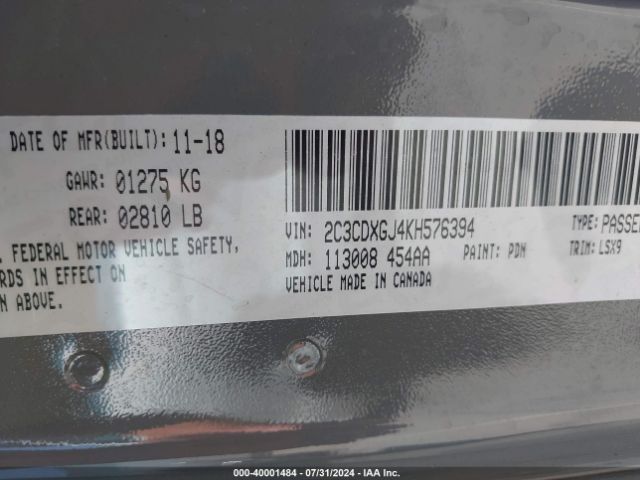 DATE OF MFR(BUILT): 11-18
GAWR: 01275 KG
REAR: 02810 LB
FEDERAL MOTOR VEHICLE SAFETY,
RDS IN EFFECT ON
N ABOVE.
VIN: 2C3CDXGJ4KH576394
TYPE: PASSE
MDH: 113008 454AA
PAINT: PDN
TRIM: LSX9
VEHICLE MADE IN CANADA
000-40001484 - 07/31/2024 - IAA Inc.